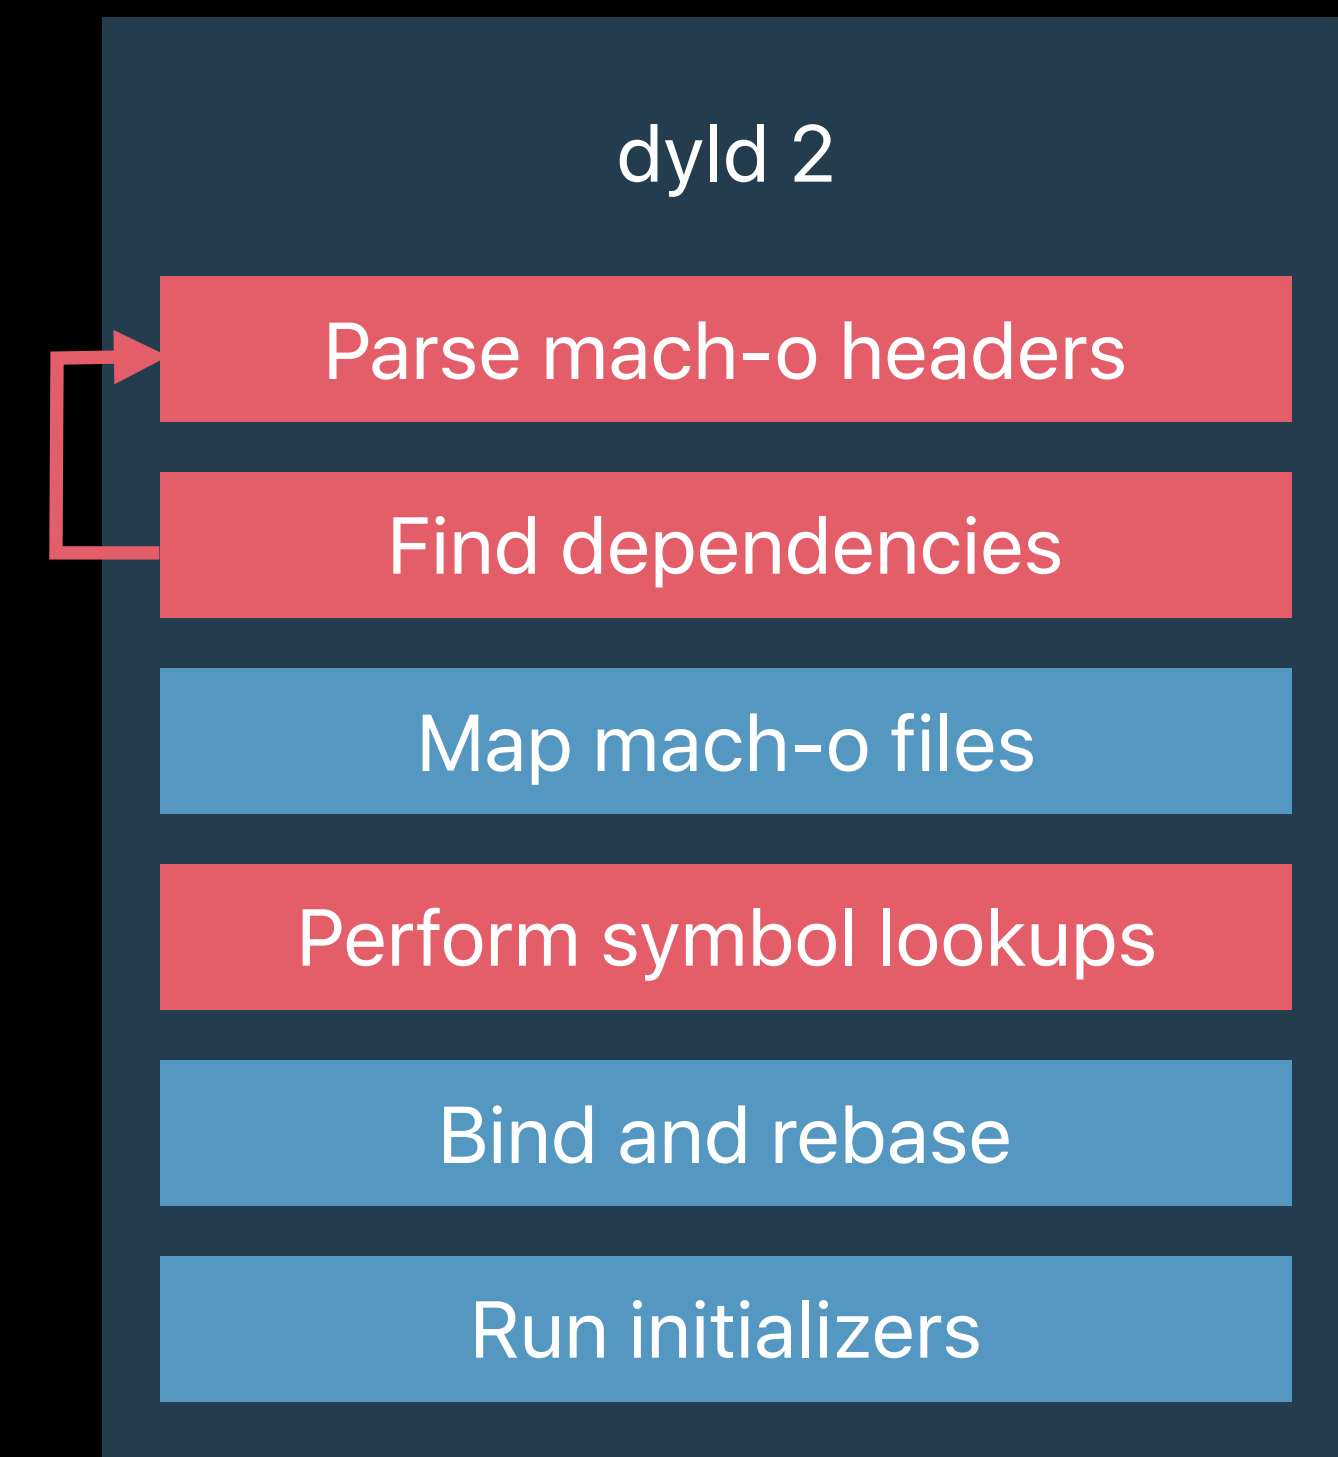 dyld 2
Parse mach-o headers
Find dependencies
Map mach-o files
Perform symbol lookups
Bind and rebase
Run initializers